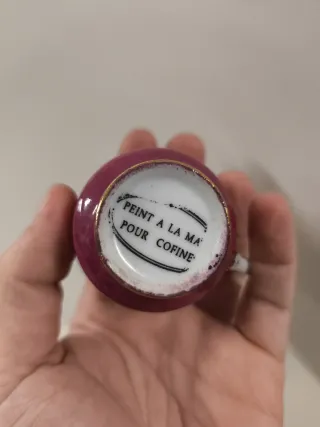 PEINT A LA MA
POUR COFINE